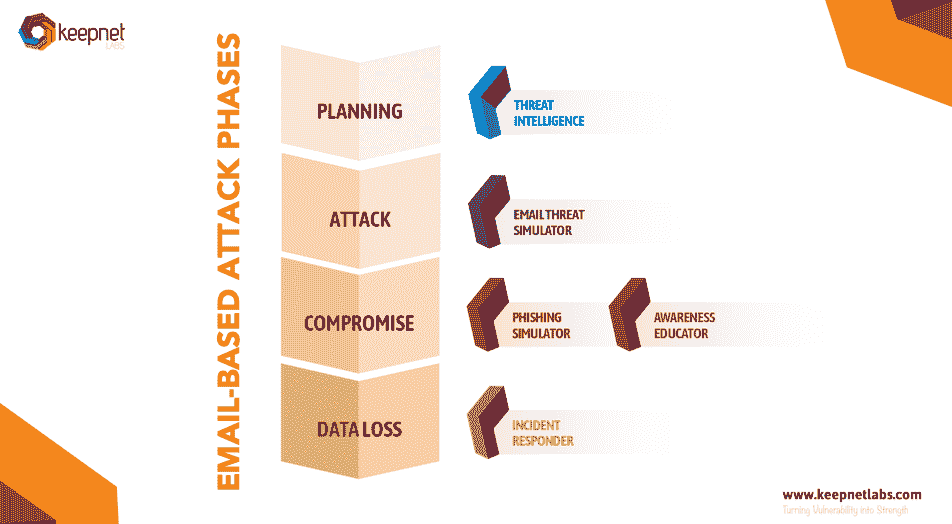 keepnet
LABS
EMAIL-BASED ATTACK PHASES
PLANNING
THREAT
INTELLIGENCE
ATTACK
EMAIL THREAT
SIMULATOR
COMPROMISE
PHISHING
SIMULATOR
AWARENESS
EDUCATOR
DATA LOSS
INCIDENT
RESPONDER
www.keepnetlabs.com
Turning Vulnerability into Strength